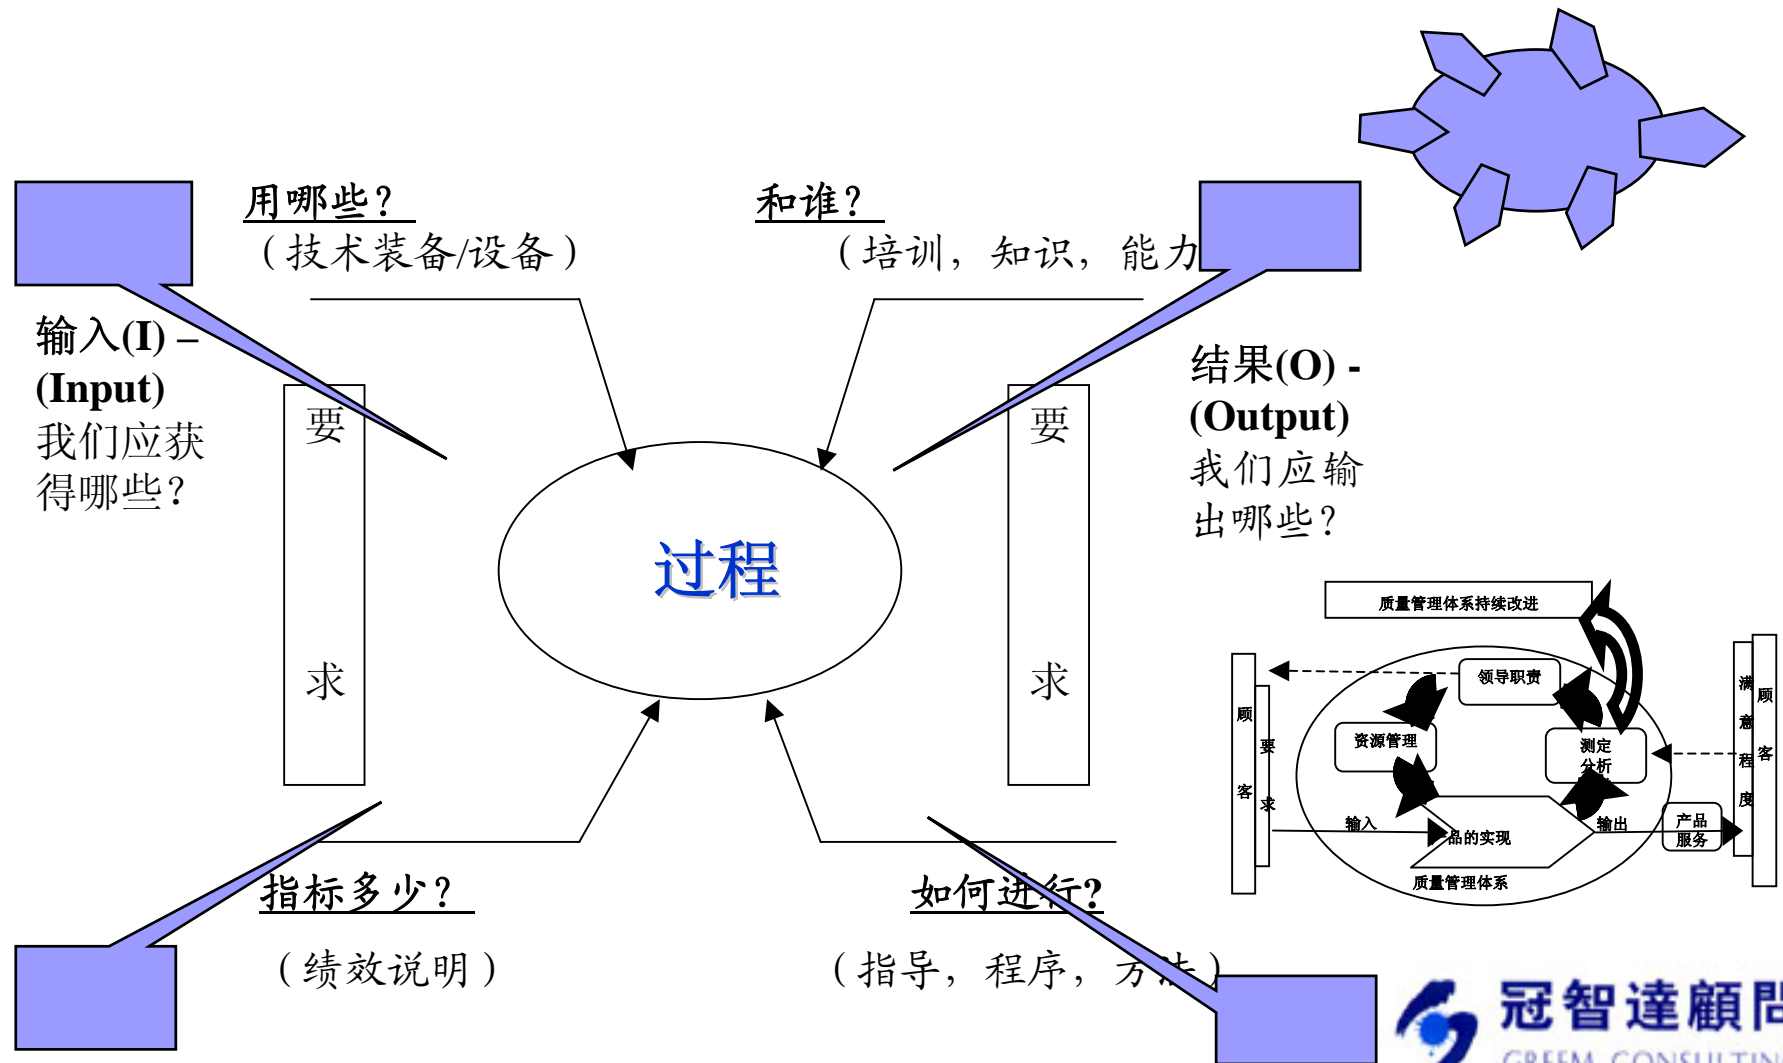 用哪些？
（技术装备/设备）
和谁？
（培训，知识，能力
输入(I) –
(Input)
我们应获
得哪些？
要
求
过程
要
求
结果(O) -
(Output)
我们应输
出哪些？
指标多少？
（绩效说明）
如何进行?
（指导，程序，方法）
质量管理体系持续改进
顾
客
要
求
领导职责
资源管理
测定
分析
输入
品的实现
输出
产品
服务
质量管理体系
满
意
程
度
顾
客
冠智達顧問
GREEM CONSULTING